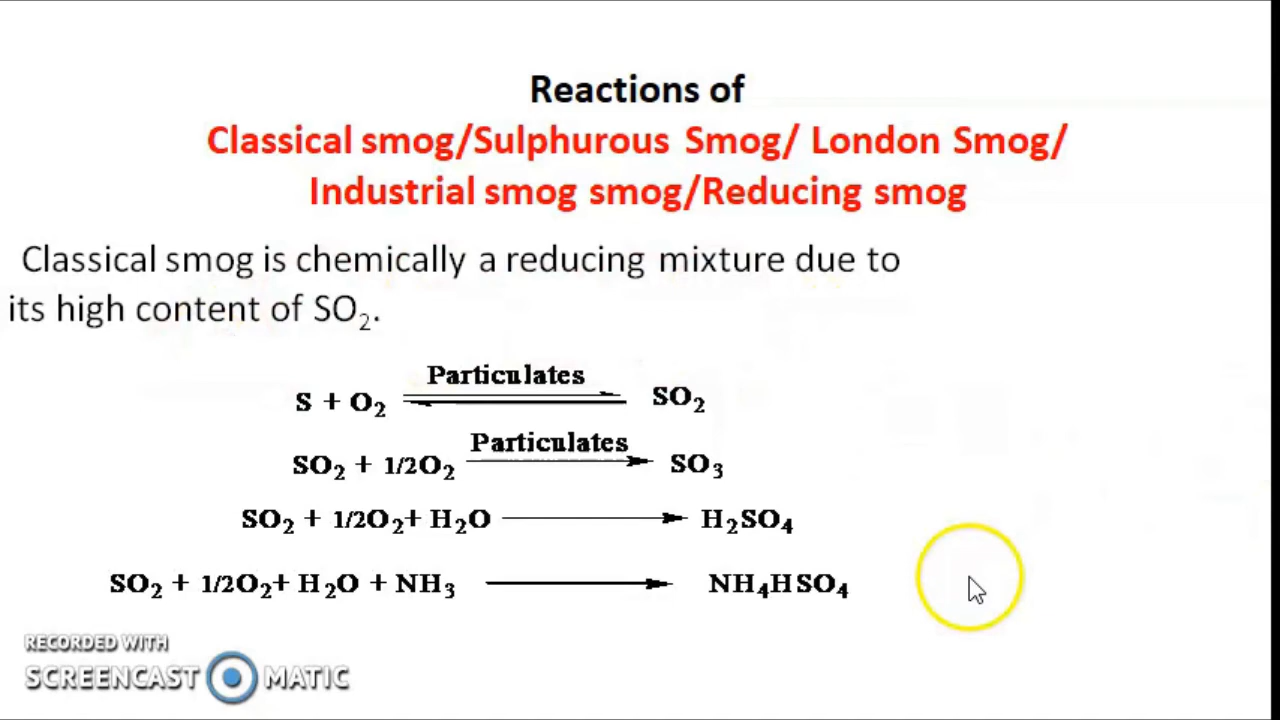 Reactions of
Classical smog/Sulphurous Smog/ London Smog/
Industrial smog smog/Reducing smog
Classical smog is chemically a reducing mixture due to
its high content of SO₂.
Particulates
S + O₂ ⇌ SO₂
Particulates
SO₂ + 1/2O₂ → SO₃
SO₂ + 1/2O₂+ H₂O → H₂SO₄
SO₂ + 1/2O₂+ H₂O + NH₃ → NH₄HSO₄
RECORDED WITH
SCREENCAST MATIC